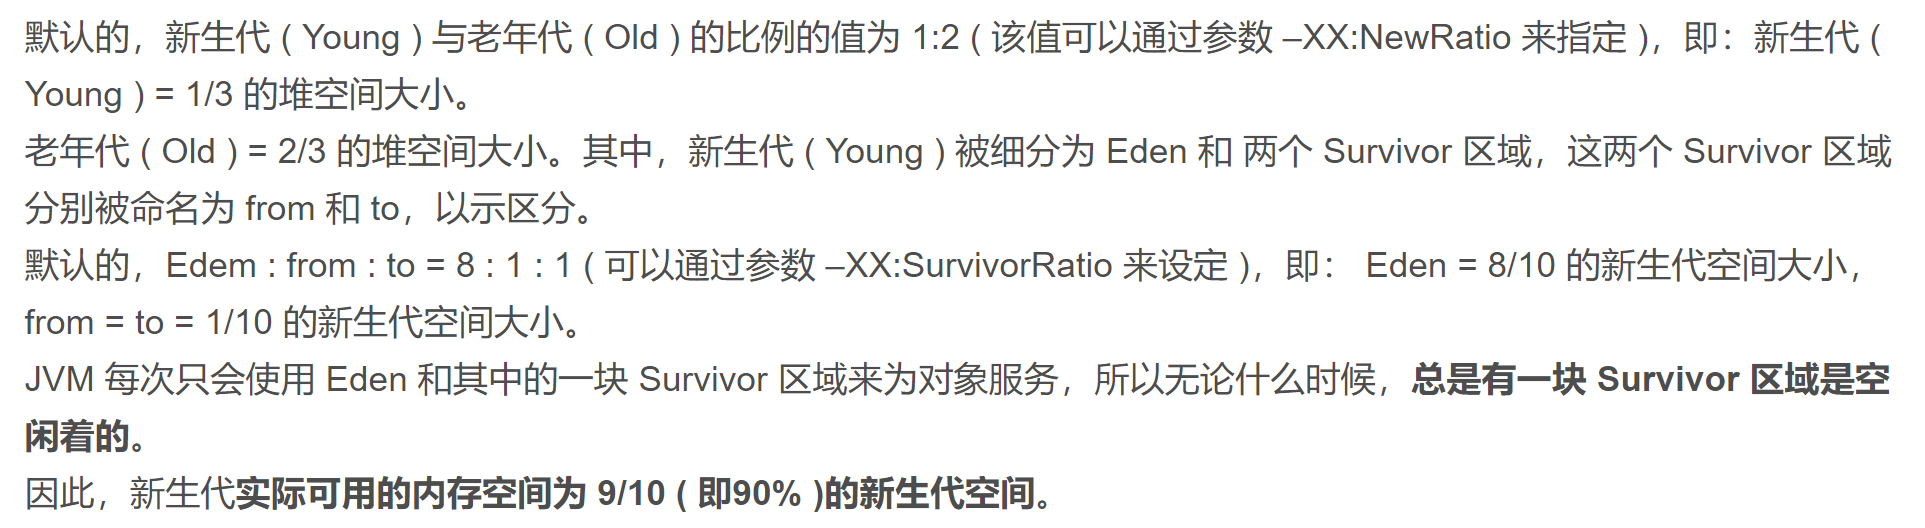 默认的，新生代 ( Young ) 与老年代 ( Old ) 的比例的值为 1:2 ( 该值可以通过参数 –XX:NewRatio 来指定 )，即：新生代 (
Young ) = 1/3 的堆空间大小。
老年代 ( Old ) = 2/3 的堆空间大小。其中，新生代 ( Young ) 被细分为 Eden 和 两个 Survivor 区域，这两个 Survivor 区域
分别被命名为 from 和 to，以示区分。
默认的，Edem : from : to = 8 : 1 : 1 ( 可以通过参数 –XX:SurvivorRatio 来设定 )，即： Eden = 8/10 的新生代空间大小，
from = to = 1/10 的新生代空间大小。
JVM 每次只会使用 Eden 和其中的一块 Survivor 区域来为对象服务，所以无论什么时候，总是有一块 Survivor 区域是空
闲着的。
因此，新生代实际可用的内存空间为 9/10 ( 即90% )的新生代空间。